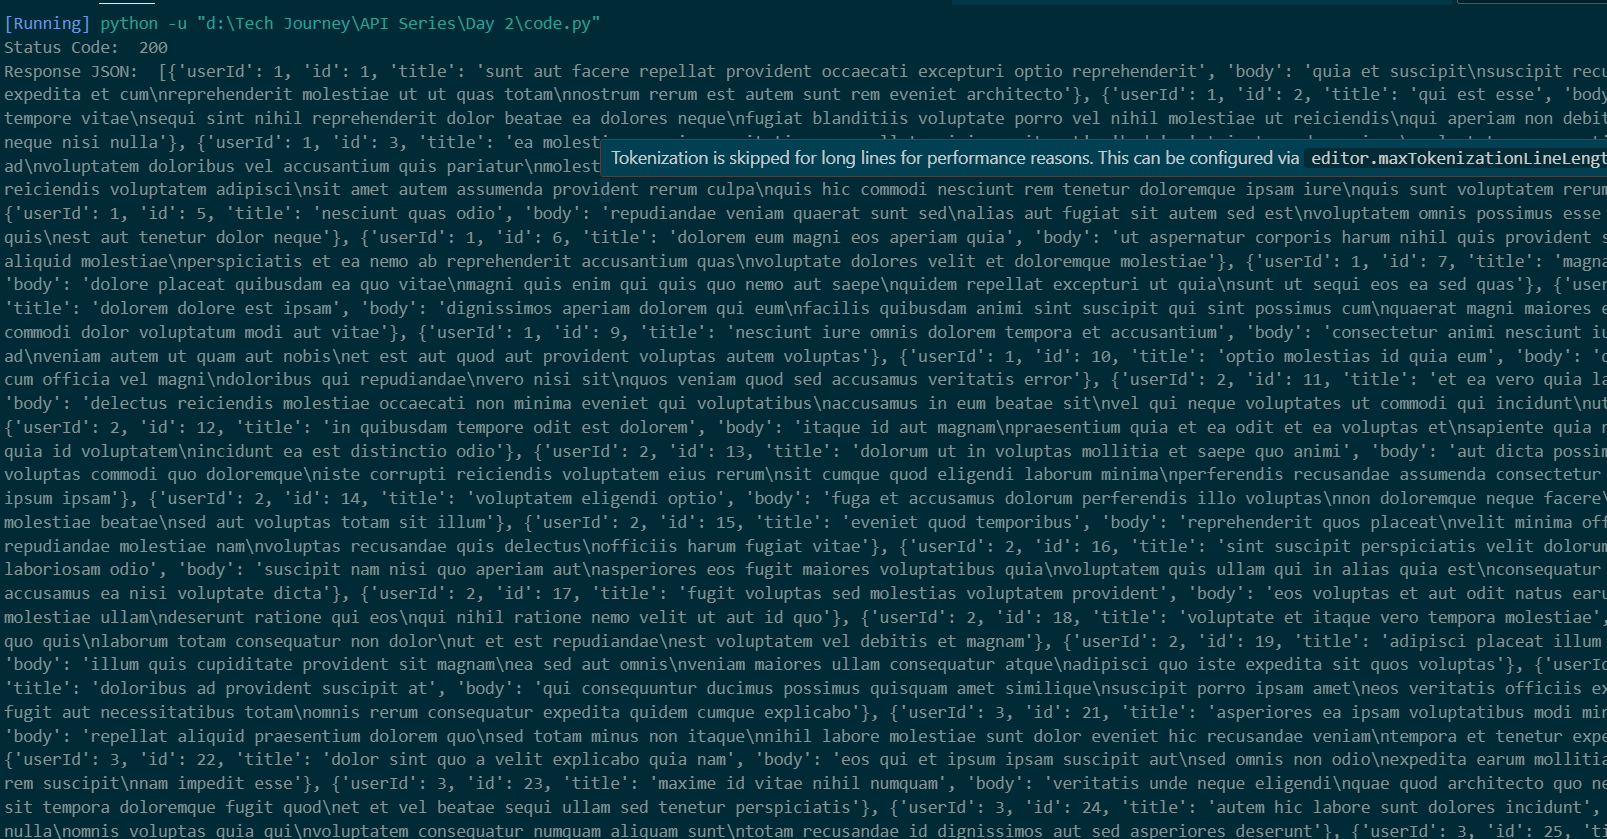 [Running] python -u "d:\Tech Journey\API Series\Day 2\code.py"
Status Code:  200
Response JSON:  [{'userId': 1, 'id': 1, 'title': 'sunt aut facere repellat provident occaecati excepturi optio reprehenderit', 'body': 'quia et suscipit\nsuscipit recu
expedita et cum\nreprehenderit molestiae ut ut quas totam\nnostrum rerum est autem sunt rem eveniet architecto'}, {'userId': 1, 'id': 2, 'title': 'qui est esse', 'body
tempore vitae\nsequi sint nihil reprehenderit dolor beatae ea dolores neque\nfugiat blanditiis voluptate porro vel nihil molestiae ut reiciendis\nqui aperiam non debit
neque nisi nulla'}, {'userId': 1, 'id': 3, 'title': 'ea molest
Tokenization is skipped for long lines for performance reasons. This can be configured via editor.maxTokenizationLineLengt
ad\nvoluptatem doloribus vel accusantium quis pariatur\nmolest
reiciendis voluptatem adipisci\nsit amet autem assumenda provident rerum culpa\nquis hic commodi nesciunt rem tenetur doloremque ipsam iure\nquis sunt voluptatem rerum
{'userId': 1, 'id': 5, 'title': 'nesciunt quas odio', 'body': 'repudiandae veniam quaerat sunt sed\nalias aut fugiat sit autem sed est\nvoluptatem omnis possimus esse
quis\nest aut tenetur dolor neque'}, {'userId': 1, 'id': 6, 'title': 'dolorem eum magni eos aperiam quia', 'body': 'ut aspernatur corporis harum nihil quis provident s
aliquid molestiae\nperspiciatis et ea nemo ab reprehenderit accusantium quas\nvoluptate dolores velit et doloremque molestiae'}, {'userId': 1, 'id': 7, 'title': 'magna
'body': 'dolore placeat quibusdam ea quo vitae\nmagni quis enim qui quis quo nemo aut saepe\nquidem repellat excepturi ut quia\nsunt ut sequi eos ea sed quas'}, {'user
'title': 'dolorem dolore est ipsam', 'body': 'dignissimos aperiam dolorem qui eum\nfacilis quibusdam animi sint suscipit qui sint possimus cum\nquaerat magni maiores e
commodi dolor voluptatum modi aut vitae'}, {'userId': 1, 'id': 9, 'title': 'nesciunt iure omnis dolorem tempora et accusantium', 'body': 'consectetur animi nesciunt iu
ad\nveniam autem ut quam aut nobis\net est aut quod aut provident voluptas autem voluptas'}, {'userId': 1, 'id': 10, 'title': 'optio molestias id quia eum', 'body': 'q
cum officia vel magni\ndoloribus qui repudiandae\nvero nisi sit\nquos veniam quod sed accusamus veritatis error'}, {'userId': 2, 'id': 11, 'title': 'et ea vero quia la
'body': 'delectus reiciendis molestiae occaecati non minima eveniet qui voluptatibus\naccusamus in eum beatae sit\nvel qui neque voluptates ut commodi qui incidunt\nut
{'userId': 2, 'id': 12, 'title': 'in quibusdam tempore odit est dolorem', 'body': 'itaque id aut magnam\npraesentium quia et ea odit et ea voluptas et\nsapiente quia n
quia id voluptatem\nincidunt ea est distinctio odio'}, {'userId': 2, 'id': 13, 'title': 'dolorum ut in voluptas mollitia et saepe quo animi', 'body': 'aut dicta possim
voluptas commodi quo doloremque\niste corrupti reiciendis voluptatem eius rerum\nsit cumque quod eligendi laborum minima\nperferendis recusandae assumenda consectetur
ipsum ipsam'}, {'userId': 2, 'id': 14, 'title': 'voluptatem eligendi optio', 'body': 'fuga et accusamus dolorum perferendis illo voluptas\nnon doloremque neque facere\
molestiae beatae\nsed aut voluptas totam sit illum'}, {'userId': 2, 'id': 15, 'title': 'eveniet quod temporibus', 'body': 'reprehenderit quos placeat\nvelit minima off
repudiandae molestiae nam\nvoluptas recusandae quis delectus\nofficiis harum fugiat vitae'}, {'userId': 2, 'id': 16, 'title': 'sint suscipit perspiciatis velit dolorum
laboriosam odio', 'body': 'suscipit nam nisi quo aperiam aut\nasperiores eos fugit maiores voluptatibus quia\nvoluptatem quis ullam qui in alias quia est\nconsequatur
accusamus ea nisi voluptate dicta'}, {'userId': 2, 'id': 17, 'title': 'fugit voluptas sed molestias voluptatem provident', 'body': 'eos voluptas et aut odit natus earu
molestiae ullam\ndeserunt ratione qui eos\nqui nihil ratione nemo velit ut aut id quo'}, {'userId': 2, 'id': 18, 'title': 'voluptate et itaque vero tempora molestiae',
quo quis\nlaborum totam consequatur non dolor\nut et est repudiandae\nest voluptatem vel debitis et magnam'}, {'userId': 2, 'id': 19, 'title': 'adipisci placeat illum
'body': 'illum quis cupiditate provident sit magnam\nea sed aut omnis\nveniam maiores ullam consequatur atque\nadipisci quo iste expedita sit quos voluptas'}, {'userId
'title': 'doloribus ad provident suscipit at', 'body': 'qui consequuntur ducimus possimus quisquam amet similique\nsuscipit porro ipsam amet\neos veritatis officiis ex
fugit aut necessitatibus totam\nomnis rerum consequatur expedita quidem cumque explicabo'}, {'userId': 3, 'id': 21, 'title': 'asperiores ea ipsam voluptatibus modi min
'body': 'repellat aliquid praesentium dolorem quo\nsed totam minus non itaque\nnihil labore molestiae sunt dolor eveniet hic recusandae veniam\ntempora et tenetur expe
{'userId': 3, 'id': 22, 'title': 'dolor sint quo a velit explicabo quia nam', 'body': 'eos qui et ipsum ipsam suscipit aut\nsed omnis non odio\nexpedita earum mollitia
rem suscipit\nnam impedit esse'}, {'userId': 3, 'id': 23, 'title': 'maxime id vitae nihil numquam', 'body': 'veritatis unde neque eligendi\nquae quod architecto quo ne
sit tempora doloremque fugit quod\net et vel beatae sequi ullam sed tenetur perspiciatis'}, {'userId': 3, 'id': 24, 'title': 'autem hic labore sunt dolores incidunt',
nulla\nomnis voluptas quia qui\nvoluptatem consequatur numquam aliquam sunt\ntotam recusandae id dignissimos aut sed asperiores deserunt'}, {'userId': 3, 'id': 25, 'ti